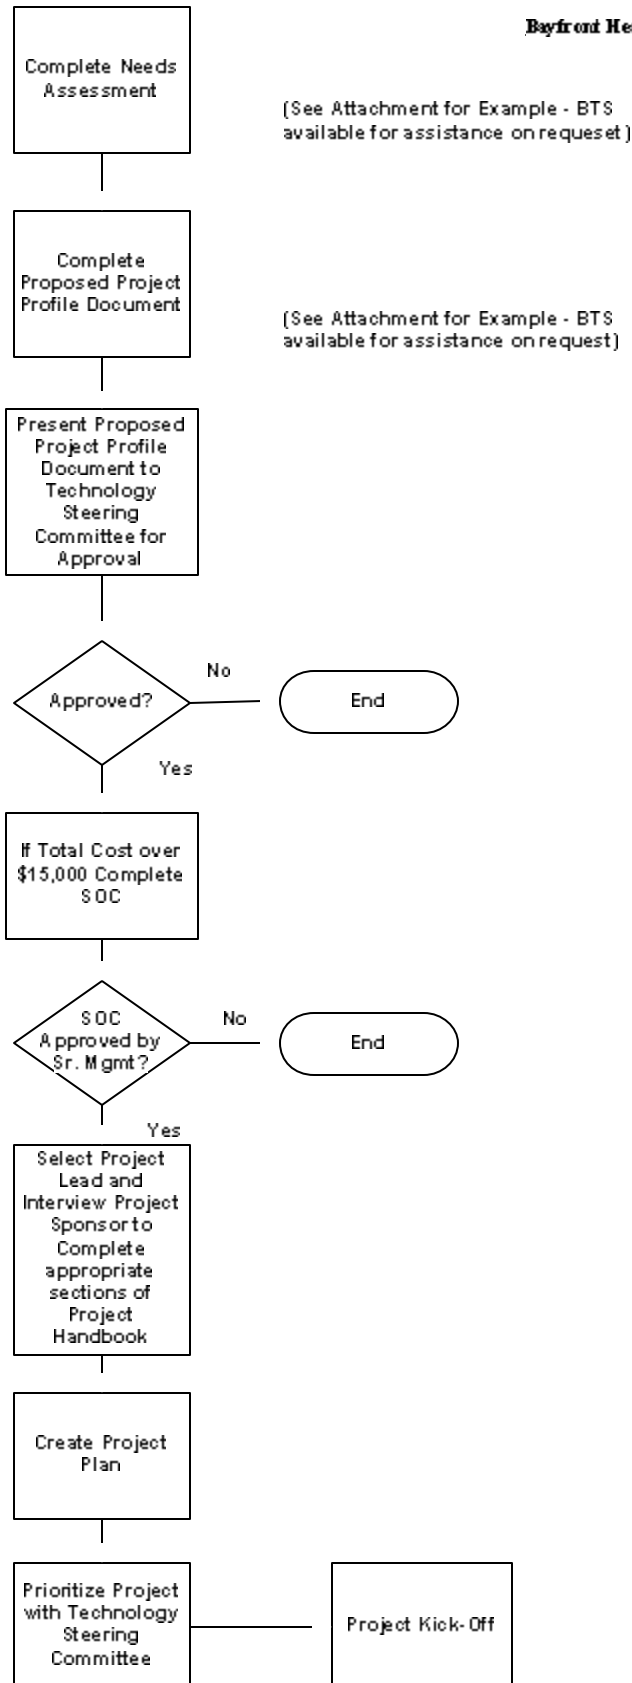 Bayfront He
Complete Needs
Assessment
(See Attachment for Example - BTS
available for assistance on requeset)
Complete
Proposed Project
Profile Document
(See Attachment for Example - BTS
available for assistance on request)
Present Proposed
Project Profile
Document to
Technology
Steering
Committee for
Approval
No
Approved?
End
Yes
If Total Cost over
$15,000 Complete
SOC
SOC
Approved by
Sr. Mgmt?
No
End
Yes
Select Project
Lead and
Interview Project
Sponsor to
Complete
appropriate
sections of
Project
Handbook
Create Project
Plan
Prioritize Project
with Technology
Steering
Committee
Project Kick-Off